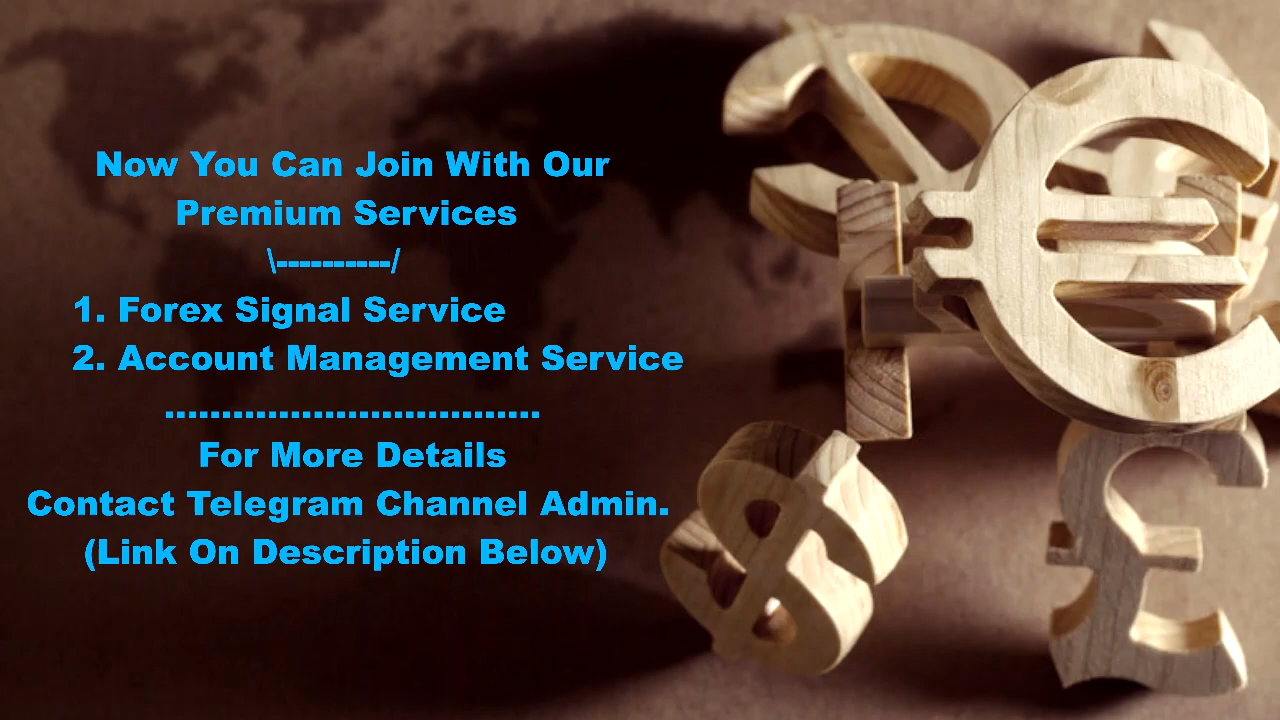 Now You Can Join With Our
Premium Services
\----------/
1. Forex Signal Service
2. Account Management Service
.................................
For More Details
Contact Telegram Channel Admin.
(Link On Description Below)